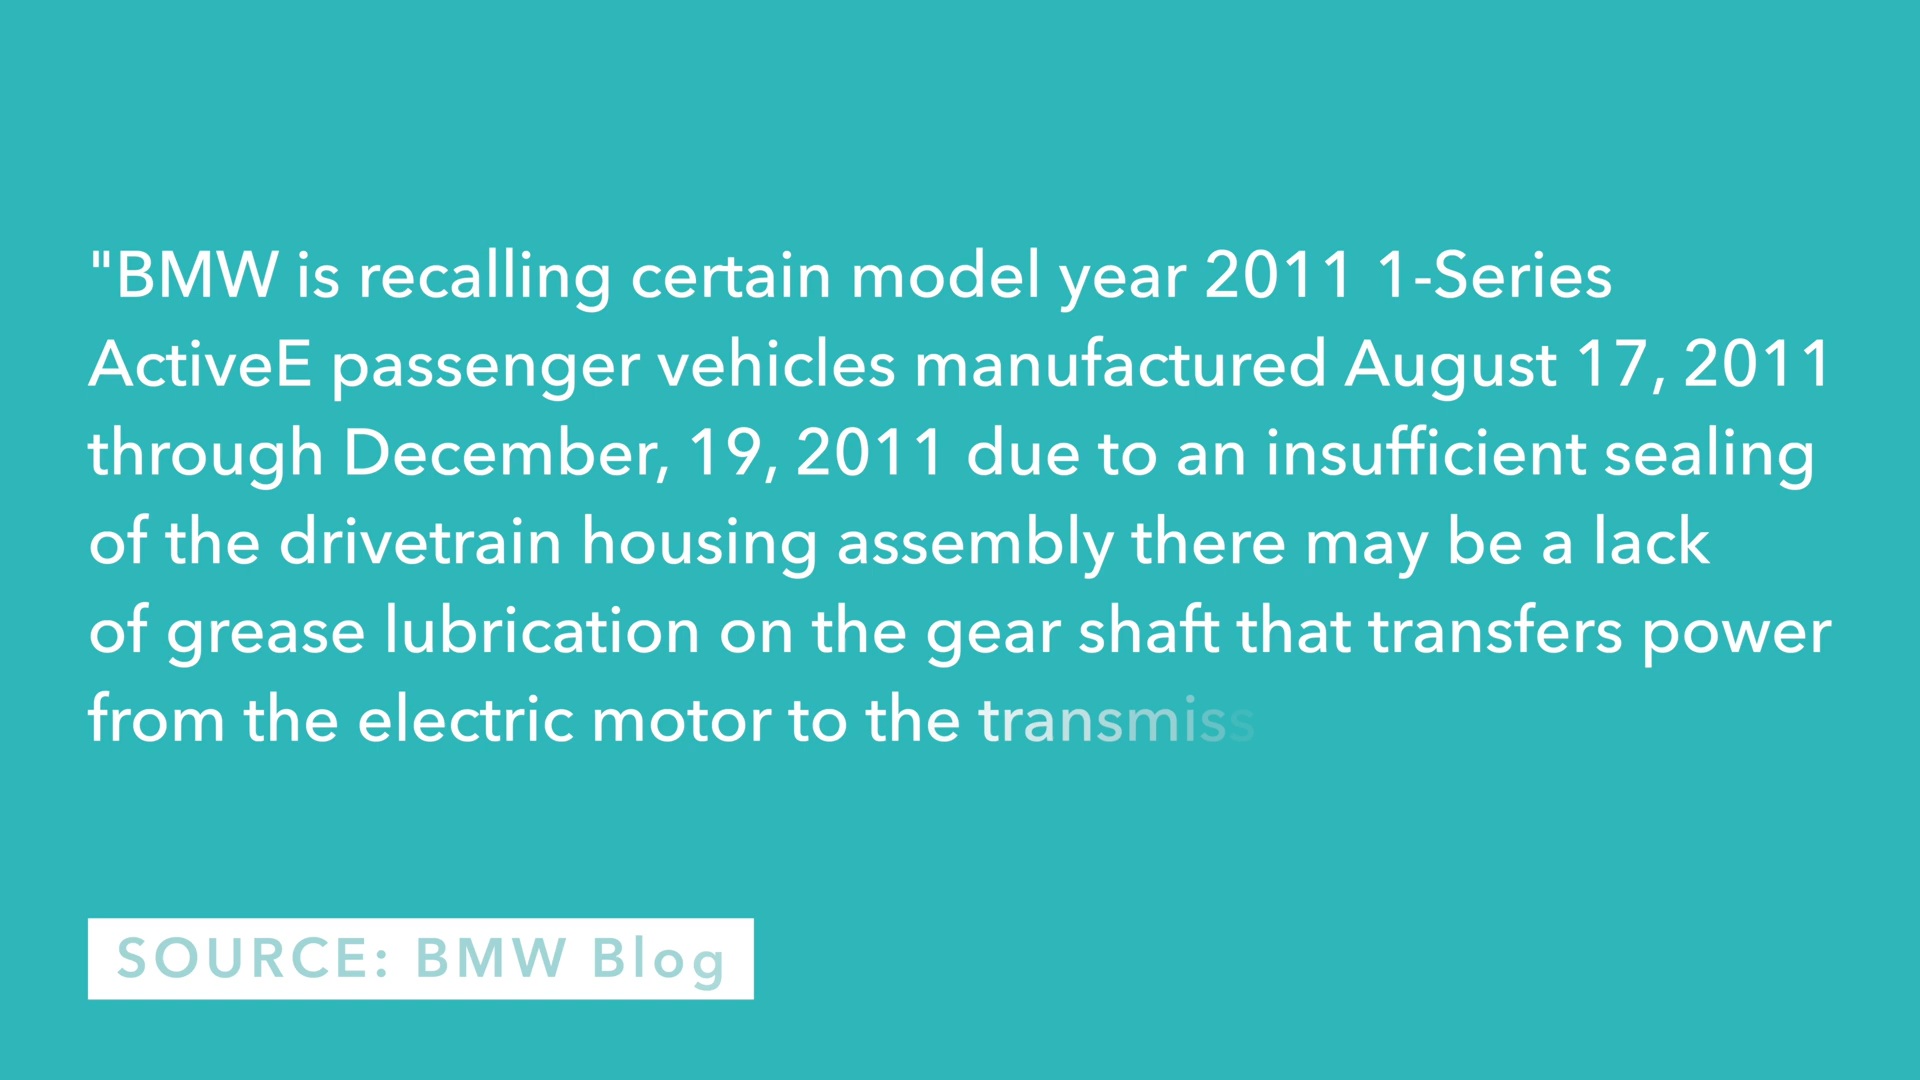 "BMW is recalling certain model year 2011 1-Series
ActiveE passenger vehicles manufactured August 17, 2011
through December, 19, 2011 due to an insufficient sealing
of the drivetrain housing assembly there may be a lack
of grease lubrication on the gear shaft that transfers power
from the electric motor to the transmiss
SOURCE: BMW Blog